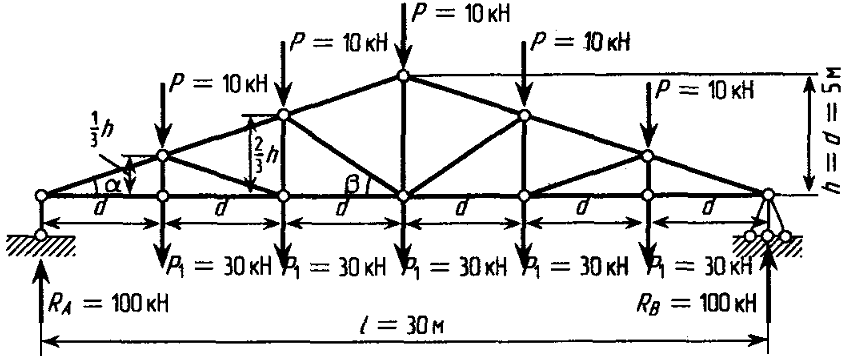 P = 10 кН
P = 10 кН
P = 10 кН
P = 10 кН
P = 10 кН
1/3 h
2/3 h
h = d = 5 м
α
β
d
d
d
d
d
d
P₁ = 30 кН
P₁ = 30 кН
P₁ = 30 кН
P₁ = 30 кН
P₁ = 30 кН
R_A = 100 кН
R_B = 100 кН
l = 30 м